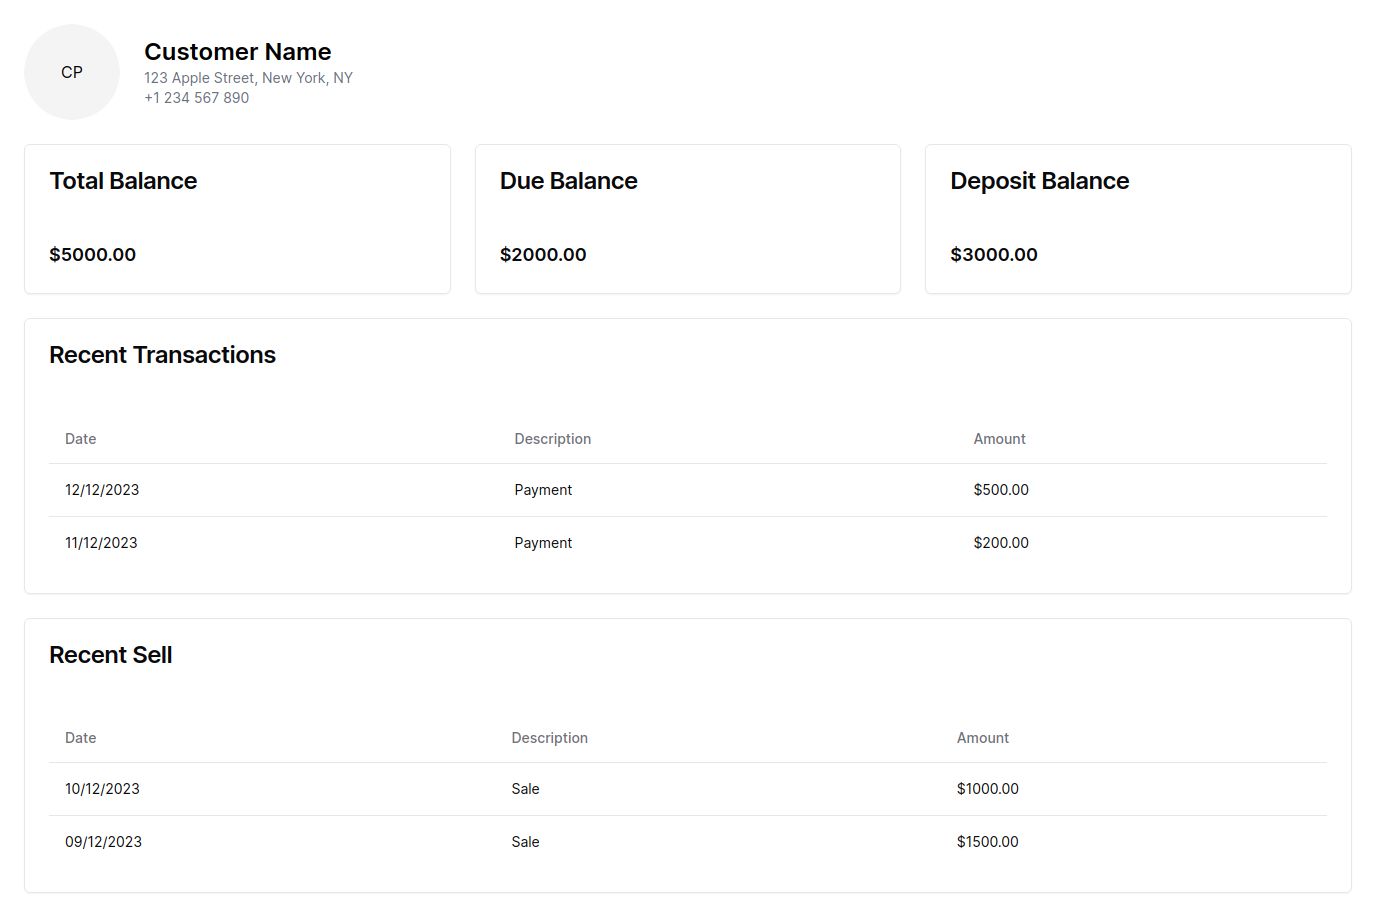 CP
Customer Name
123 Apple Street, New York, NY
+1 234 567 890
Total Balance
$5000.00
Due Balance
$2000.00
Deposit Balance
$3000.00
Recent Transactions
Date Description Amount
12/12/2023 Payment $500.00
11/12/2023 Payment $200.00
Recent Sell
Date Description Amount
10/12/2023 Sale $1000.00
09/12/2023 Sale $1500.00